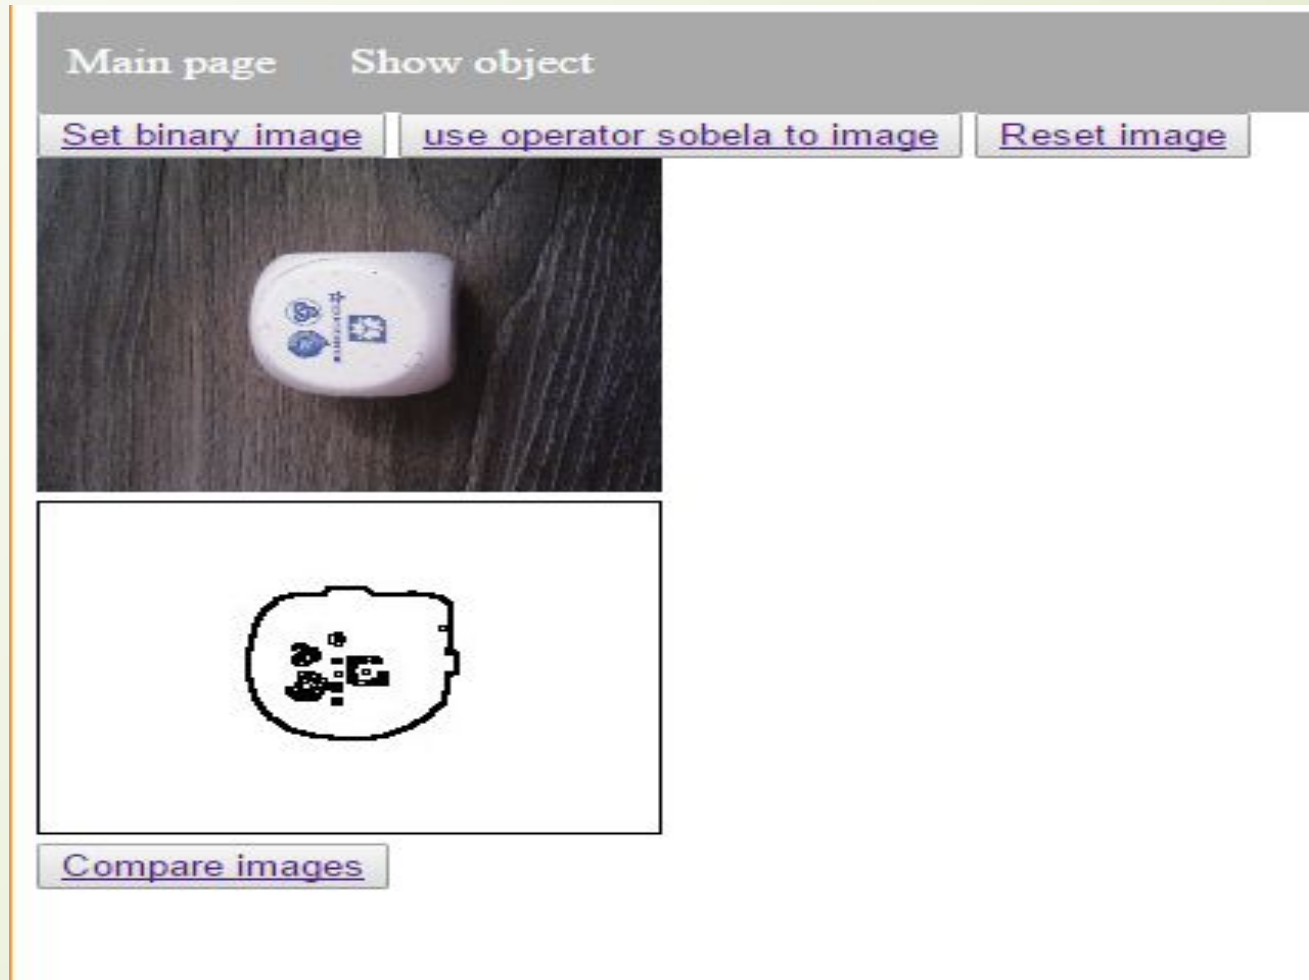 Main page Show object
Set binary image use operator sobela to image Reset image
Compare images